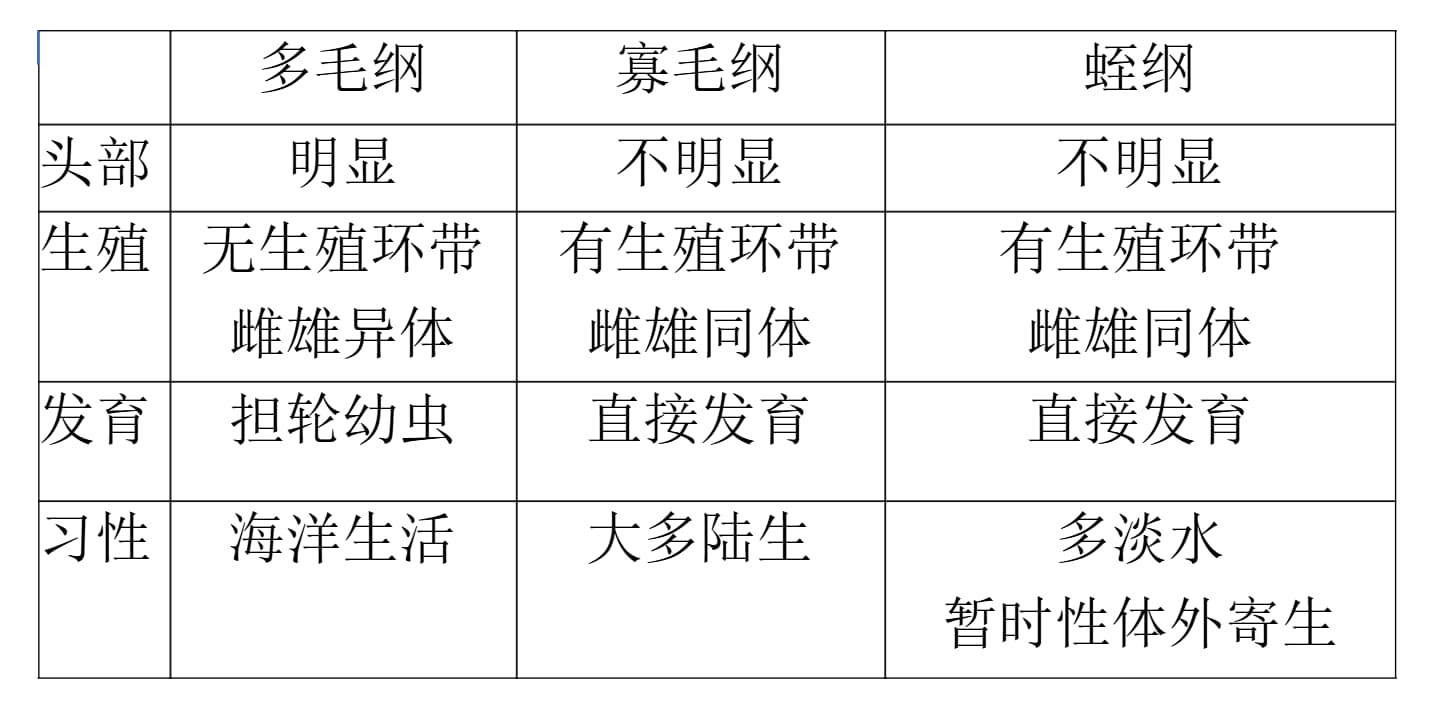 多毛纲 寡毛纲 蛭纲
头部 明显 不明显 不明显
生殖 无生殖环带 有生殖环带 有生殖环带
雌雄异体 雌雄同体 雌雄同体
发育 担轮幼虫 直接发育 直接发育
习性 海洋生活 大多陆生 多淡水
暂时性体外寄生